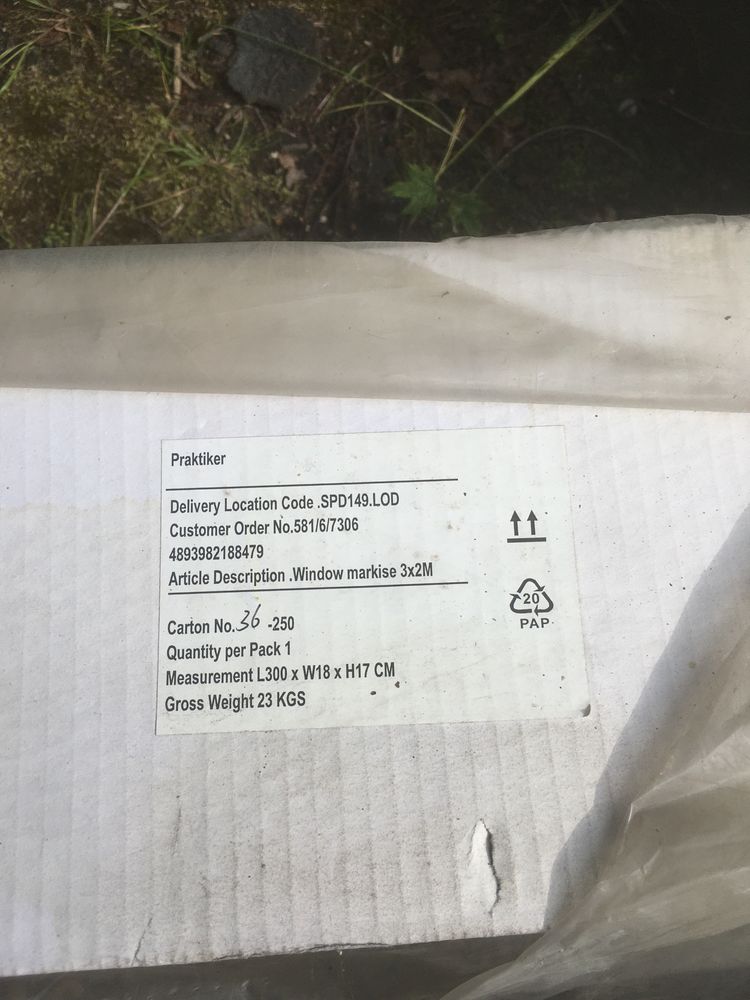 Praktiker
Delivery Location Code .SPD149.LOD
Customer Order No.581/6/7306
4893982188479
Article Description .Window markise 3x2M
Carton No.36 -250
Quantity per Pack 1
Measurement L300 x W18 x H17 CM
Gross Weight 23 KGS
20
PAP